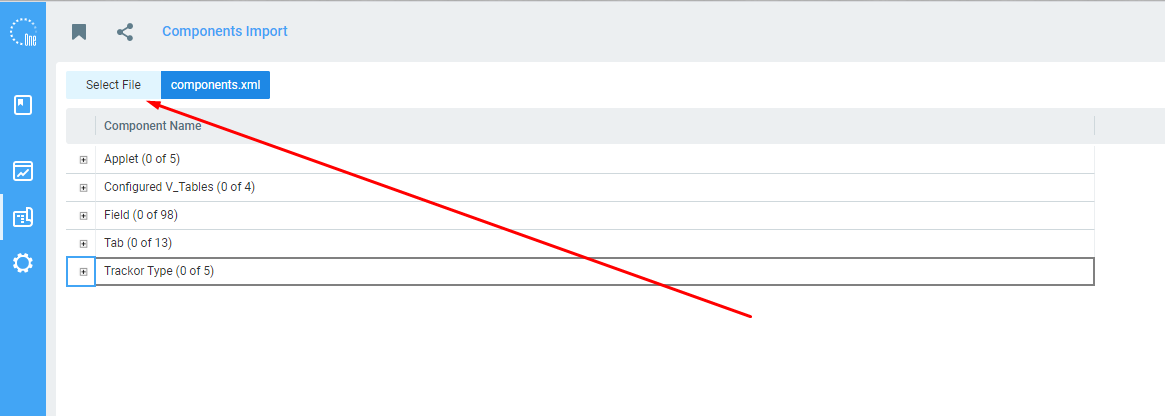 One
Components Import
Select File
components.xml
Component Name
Applet (0 of 5)
Configured V_Tables (0 of 4)
Field (0 of 98)
Tab (0 of 13)
Trackor Type (0 of 5)